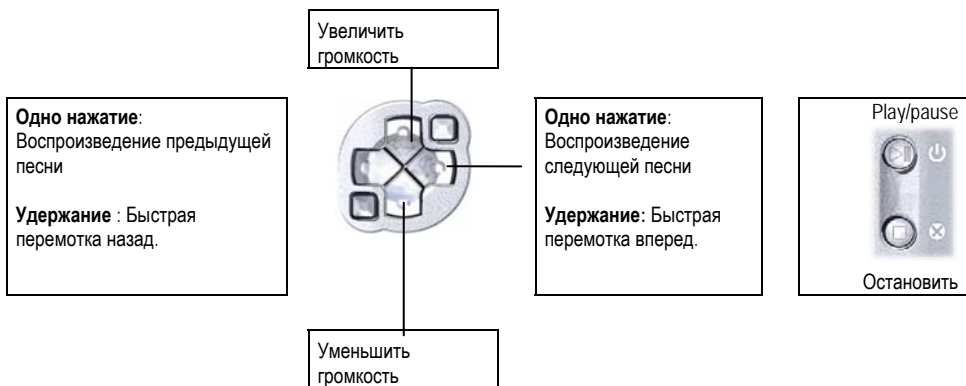 Увеличить
громкость
Одно нажатие:
Воспроизведение предыдущей
песни
Удержание : Быстрая
перемотка назад.
Одно нажатие:
Воспроизведение
следующей песни
Удержание: Быстрая
перемотка вперед.
Play/pause
Остановить
Уменьшить
громкость